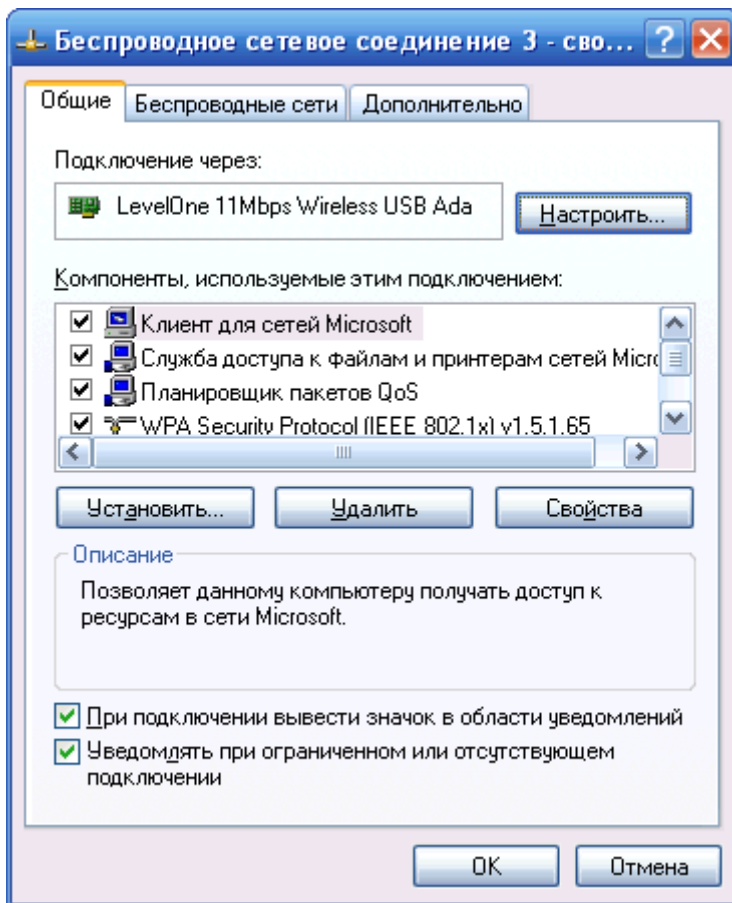 Беспроводное сетевое соединение 3 - сво...
Общие Беспроводные сети Дополнительно
Подключение через:
LevelOne 11Mbps Wireless USB Ada
Настроить...
Компоненты, используемые этим подключением:
Клиент для сетей Microsoft
Служба доступа к файлам и принтерам сетей Micro
Планировщик пакетов QoS
WPA Security Protocol (IEEE 802.1x) v1.5.1.65
Установить... Удалить Свойства
Описание
Позволяет данному компьютеру получать доступ к
ресурсам в сети Microsoft.
При подключении вывести значок в области уведомлений
Уведомлять при ограниченном или отсутствующем
подключении
OK Отмена